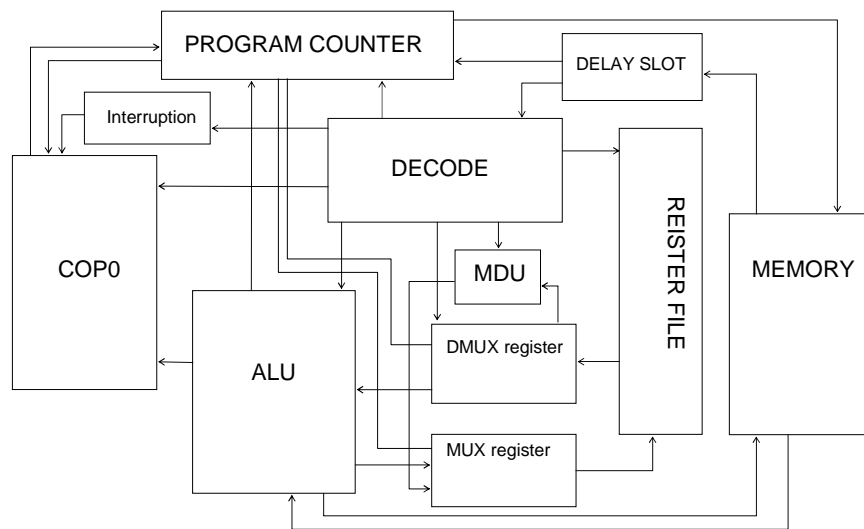 PROGRAM COUNTER
DELAY SLOT
Interruption
DECODE
REISTER FILE
COP0
MDU
MEMORY
DMUX register
ALU
MUX register